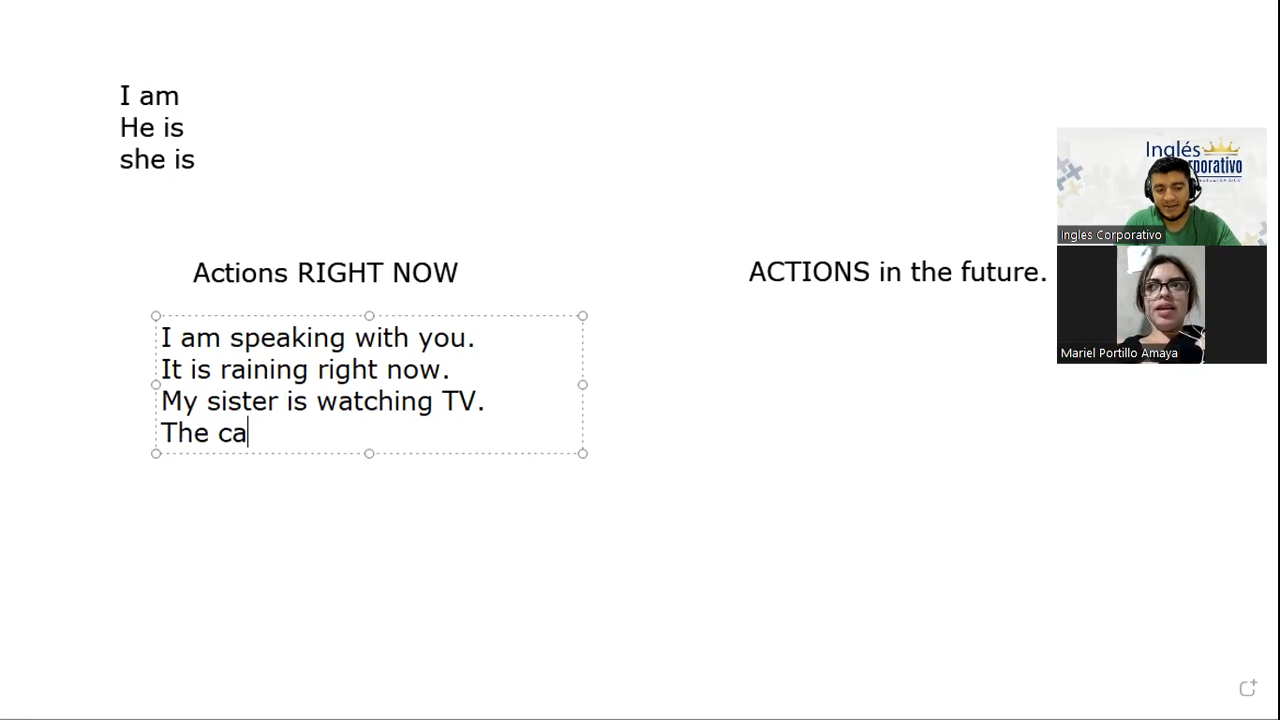 I am
He is
she is
Actions RIGHT NOW
ACTIONS in the future.
I am speaking with you.
It is raining right now.
My sister is watching TV.
The ca
Inglés
rporativo
Ingles Corporativo
Mariel Portillo Amaya